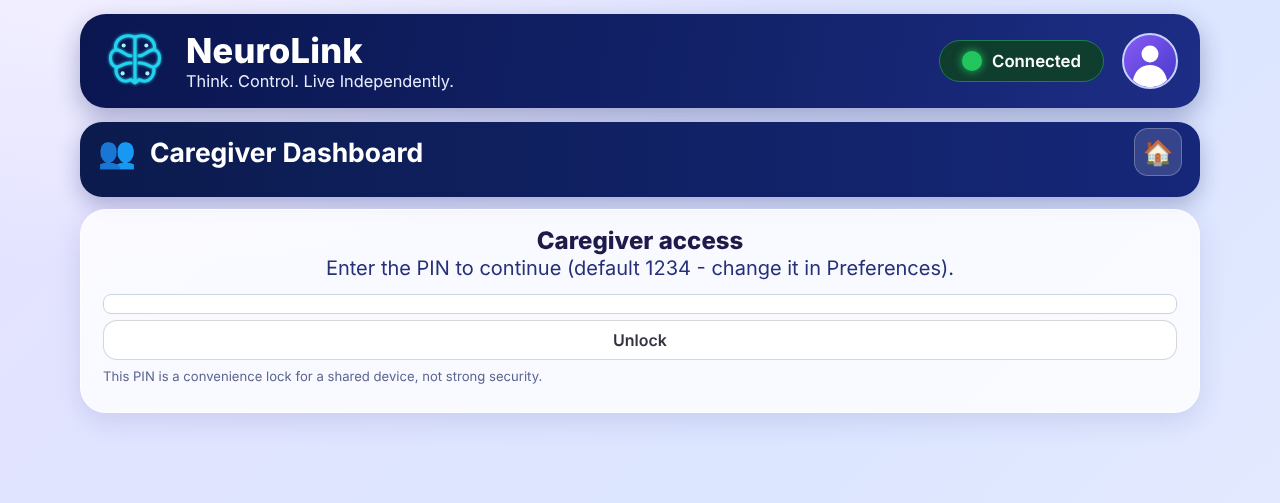 NeuroLink
Think. Control. Live Independently.
Connected
Caregiver Dashboard
Caregiver access
Enter the PIN to continue (default 1234 - change it in Preferences).
Unlock
This PIN is a convenience lock for a shared device, not strong security.